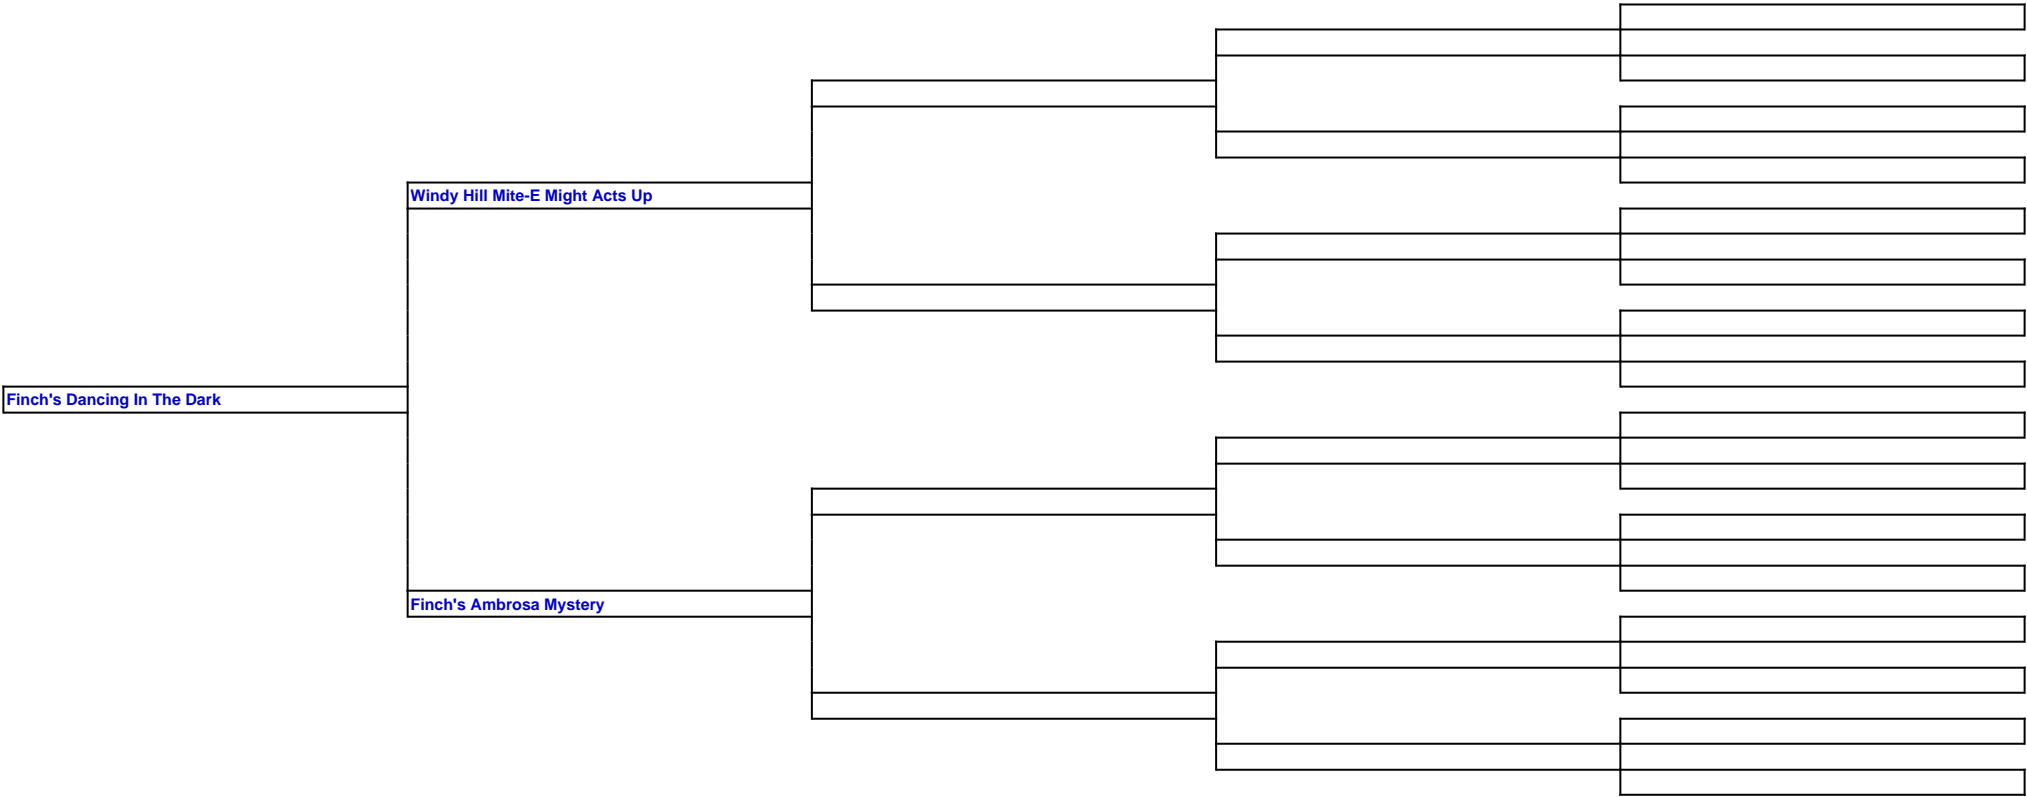 Windy Hill Mite-E Might Acts Up
Finch's Dancing In The Dark
Finch's Ambrosa Mystery